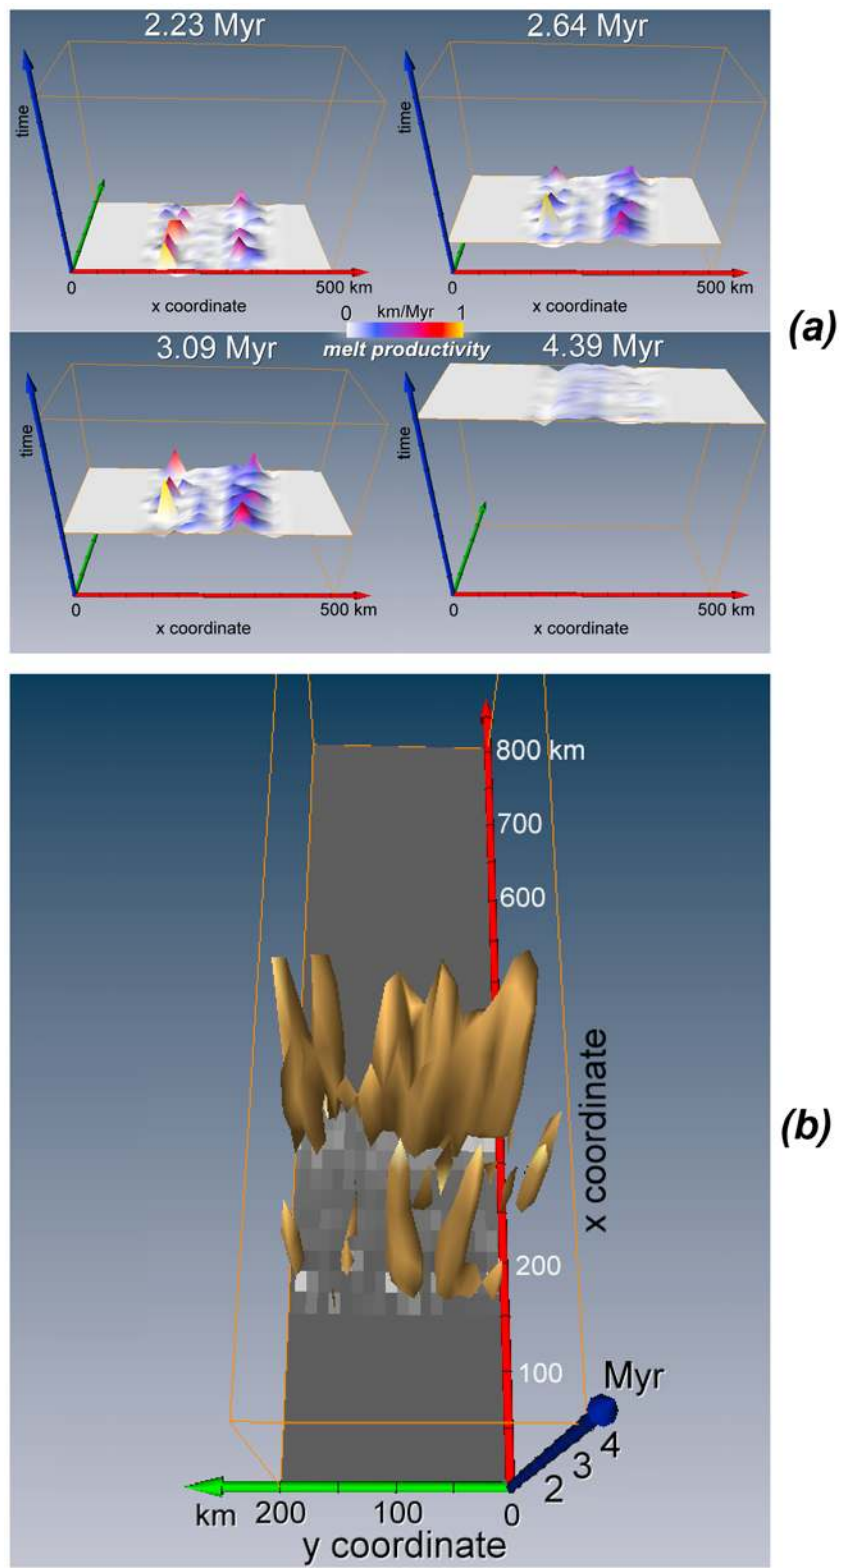 2.23 Myr
2.64 Myr
time
time
0
500 km
x coordinate
0
500 km
x coordinate
(a)
0 km/Myr 1
melt productivity
3.09 Myr
4.39 Myr
time
time
0
500 km
x coordinate
0
500 km
x coordinate
800 km
700
600
x coordinate
(b)
200
100
Myr
4
3
2
km 200 100 0
y coordinate